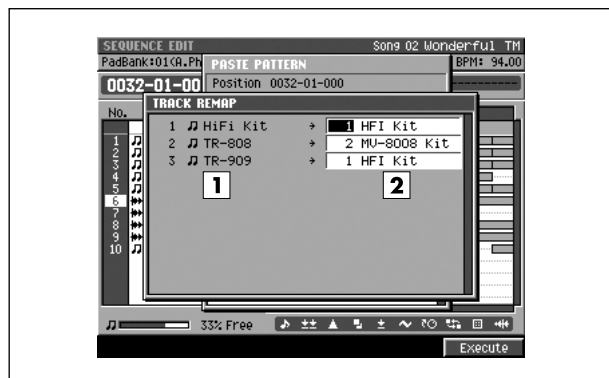 SEQUENCE EDIT Song 02 Wonderful TM
PadBank:01(A.Ph PASTE PATTERN BPM: 94.00
0032-01-00 Position 0032-01-000
No. TRACK REMAP
1 HiFi Kit → 1 HFI Kit
2 TR-808 → 2 MV-8008 Kit
3 TR-909 → 1 HFI Kit
1 2
1
2
3
4
5
6
7
8
9
10
33% Free
Execute